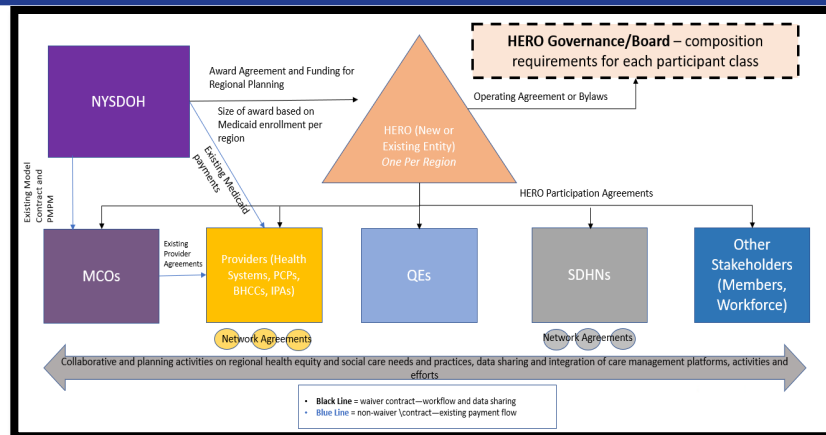 HERO Governance/Board – composition
requirements for each participant class
NYSDOH
Award Agreement and Funding for
Regional Planning
Size of award based on
Medicaid enrollment per
region
Operating Agreement or Bylaws
HERO (New or
Existing Entity)
One Per Region
Existing Model
Contract and
PMPM
Existing Medicaid
payments
HERO Participation Agreements
MCOs
Existing
Provider
Agreements
Providers (Health
Systems, PCPs,
BHCCs, IPAs)
QEs
SDHNs
Other
Stakeholders
(Members,
Workforce)
Network Agreements
Network Agreements
Collaborative and planning activities on regional health equity and social care needs and practices, data sharing and integration of care management platforms, activities and
efforts
• Black Line = waiver contract—workflow and data sharing
• Blue Line = non-waiver \contract—existing payment flow